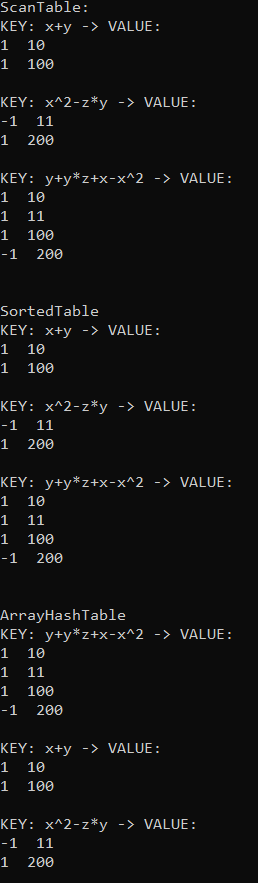 ScanTable:
KEY: x+y -> VALUE:
1  10
1  100
KEY: x^2-z*y -> VALUE:
-1  11
1  200
KEY: y+y*z+x-x^2 -> VALUE:
1  10
1  11
1  100
-1  200
SortedTable
KEY: x+y -> VALUE:
1  10
1  100
KEY: x^2-z*y -> VALUE:
-1  11
1  200
KEY: y+y*z+x-x^2 -> VALUE:
1  10
1  11
1  100
-1  200
ArrayHashTable
KEY: y+y*z+x-x^2 -> VALUE:
1  10
1  11
1  100
-1  200
KEY: x+y -> VALUE:
1  10
1  100
KEY: x^2-z*y -> VALUE:
-1  11
1  200